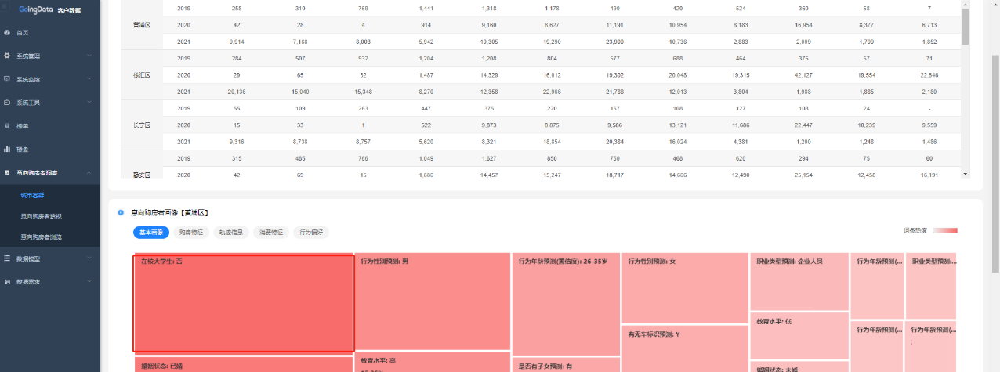 GoingData 客户数据
首页
系统管理
系统监控
系统工具
榜单
楼盘
意向购房者洞察
城市客群
意向购房者透视
意向购房者浏览
数据模型
数据需求
2019 258 310 769 1,441 1,318 1,178 490 420 524 360 58 7
黄浦区 2020 42 28 4 914 9,160 8,627 11,191 10,954 8,183 16,954 8,377 6,713
2021 9,914 7,168 8,003 5,942 10,305 19,290 23,900 10,736 2,883 2,009 1,799 1,852
2019 284 507 932 1,204 1,208 804 577 688 464 375 57 71
徐汇区 2020 29 65 32 1,487 14,329 16,012 19,302 20,048 19,315 42,127 19,554 22,646
2021 20,136 15,040 15,348 8,270 12,358 22,966 21,788 12,013 3,804 1,988 1,885 2,180
2019 55 109 263 447 375 220 167 108 127 108 24 -
长宁区 2020 15 33 1 522 9,873 8,875 9,586 13,121 11,686 22,447 10,239 9,559
2021 9,316 8,738 8,757 5,620 8,321 18,854 20,384 16,024 4,381 1,200 1,248 1,486
2019 315 485 766 1,049 1,627 850 750 468 620 294 75 60
静安区 2020 42 69 15 1,686 14,457 15,247 18,717 14,666 12,490 25,154 12,458 16,191
意向购房者画像【黄浦区】
基本画像 购房特征 轨迹信息 消费特征 行为偏好
词条热度
在校大学生: 否
行为性别预测: 男
行为年龄预测(置信度): 26-35岁
行为性别预测: 女
职业类型预测: 企业人员
行为年龄预测(...
职业类型预测:...
教育水平: 低
有无车标识预测: Y
行为年龄预测(...
行为年龄预测(...
婚姻状态: 已婚
教育水平: 高
是否有子女预测: 有
婚姻状态: 未婚